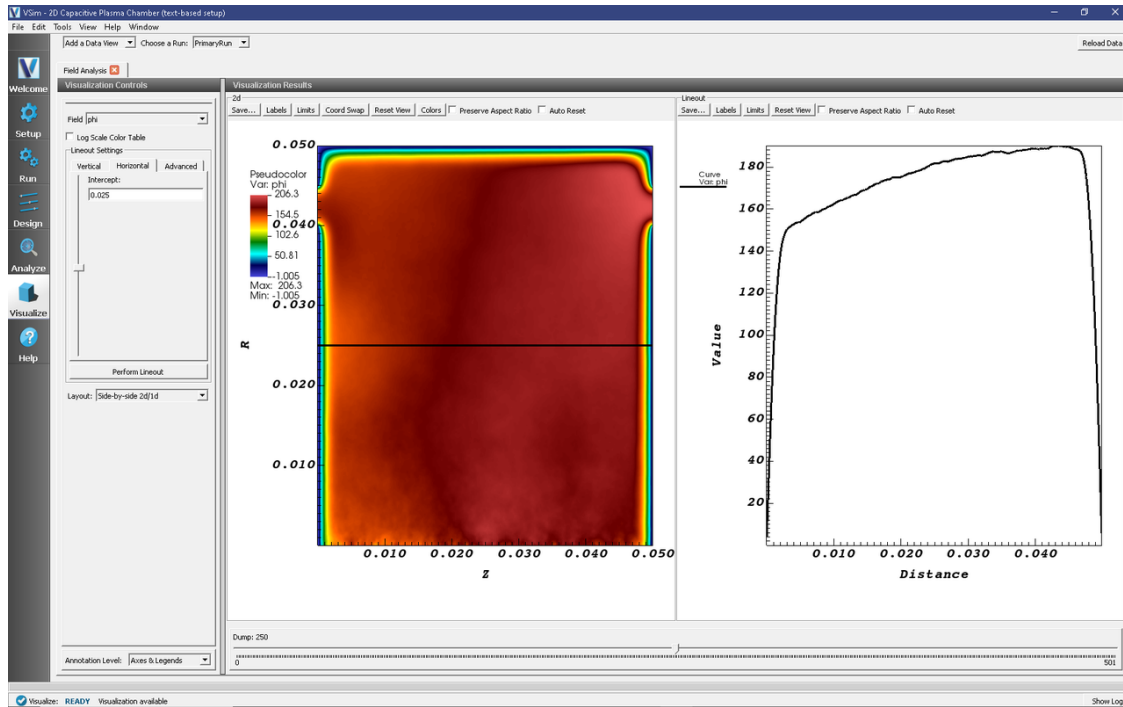 VSim - 2D Capacitive Plasma Chamber (text-based setup)
File Edit Tools View Help Window
Add a Data View Choose a Run: PrimaryRun Reload Data
Field Analysis
Welcome
Setup
Run
Design
Analyze
Visualize
Help
Visualization Controls
Field phi
Log Scale Color Table
Lineout Settings
Vertical Horizontal Advanced
Intercept:
0.025
Perform Lineout
Layout: Side-by-side 2d/1d
Annotation Level: Axes & Legends
Visualization Results
2d
Save... Labels Limits Coord Swap Reset View Colors Preserve Aspect Ratio Auto Reset
Pseudocolor
Var: phi
206.3
154.5
102.6
50.81
-1.005
Max: 206.3
Min: -1.005
0.050
0.040
0.030
0.020
0.010
R
0.010 0.020 0.030 0.040 0.050
Z
Lineout
Save... Labels Limits Reset View Preserve Aspect Ratio Auto Reset
Curve
Var: phi
180
160
140
120
100
80
60
40
20
Value
0.010 0.020 0.030 0.040
Distance
Dump: 250
0 501
Visualize: READY Visualization available Show Log